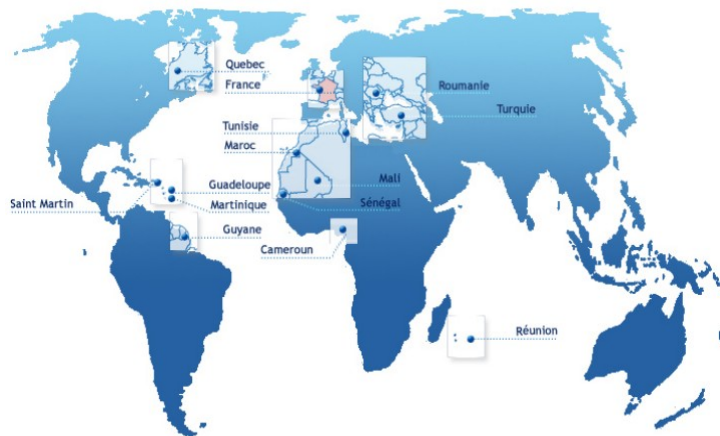 Quebec
France
Roumanie
Turquie
Tunisie
Maroc
Mali
Guadeloupe
Saint Martin
Martinique
Sénégal
Guyane
Cameroun
Réunion